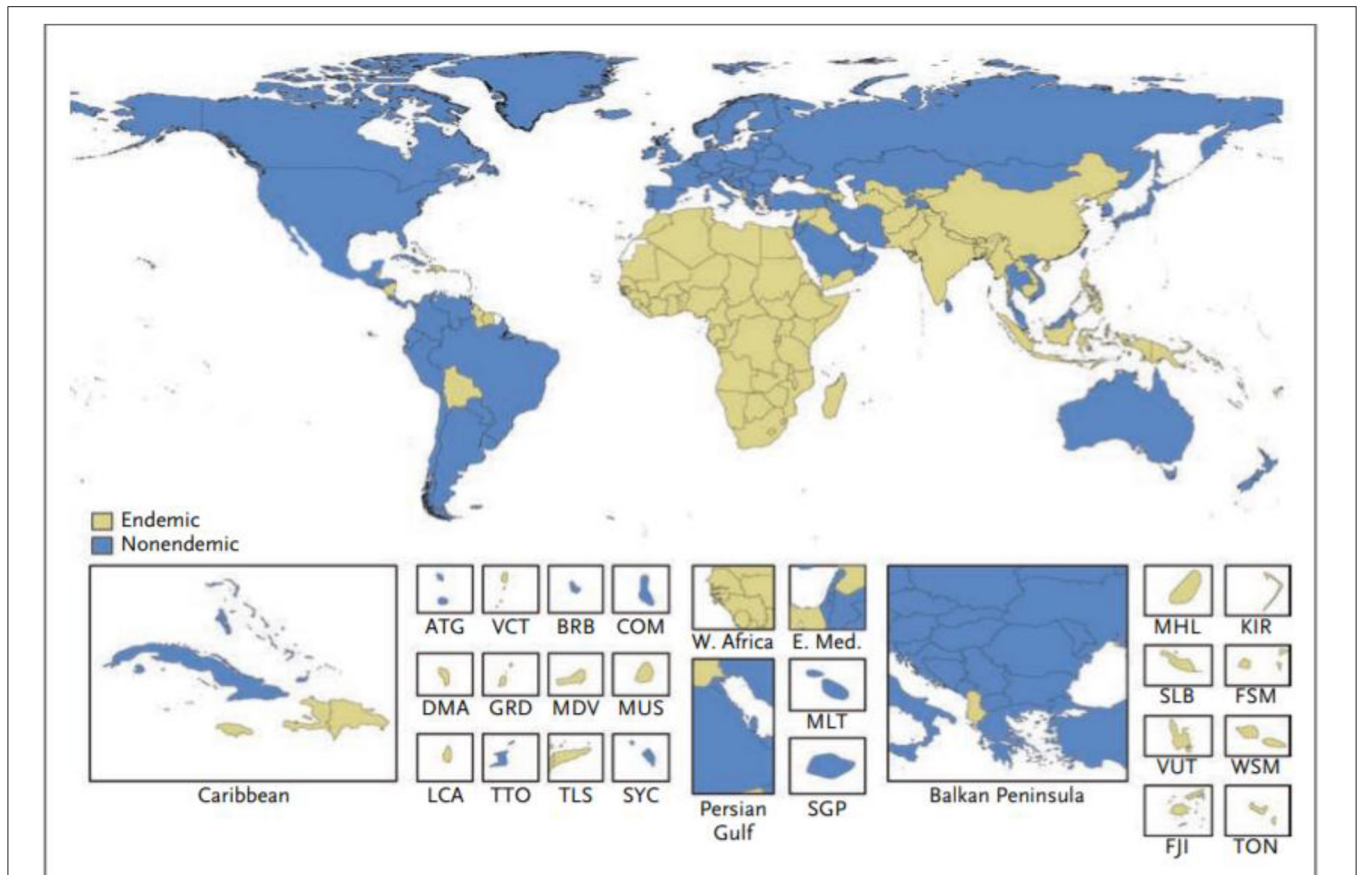 Endemic
Nonendemic
ATG VCT BRB COM
W. Africa E. Med.
MHL KIR
DMA GRD MDV MUS
MLT
SLB FSM
LCA TTO TLS SYC
VUT WSM
Caribbean
Persian
Gulf
SGP
Balkan Peninsula
FJI TON